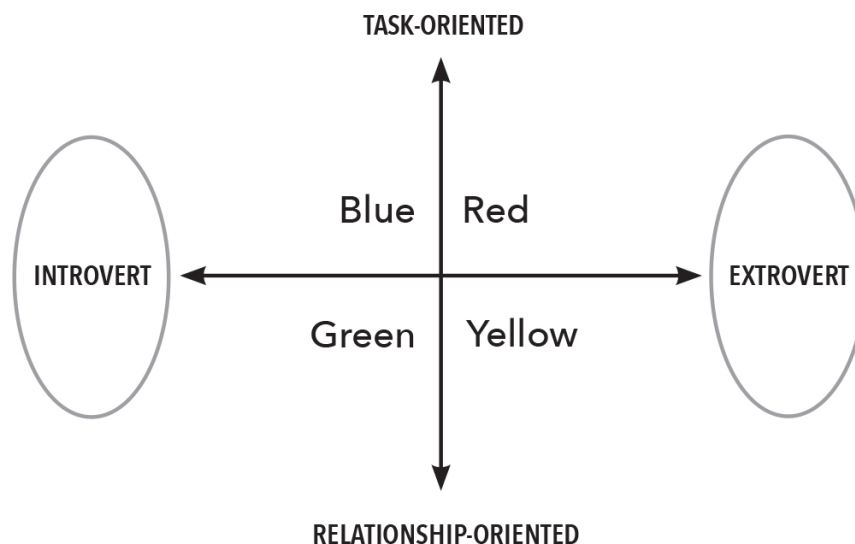 TASK-ORIENTED
Blue Red
INTROVERT EXTROVERT
Green Yellow
RELATIONSHIP-ORIENTED